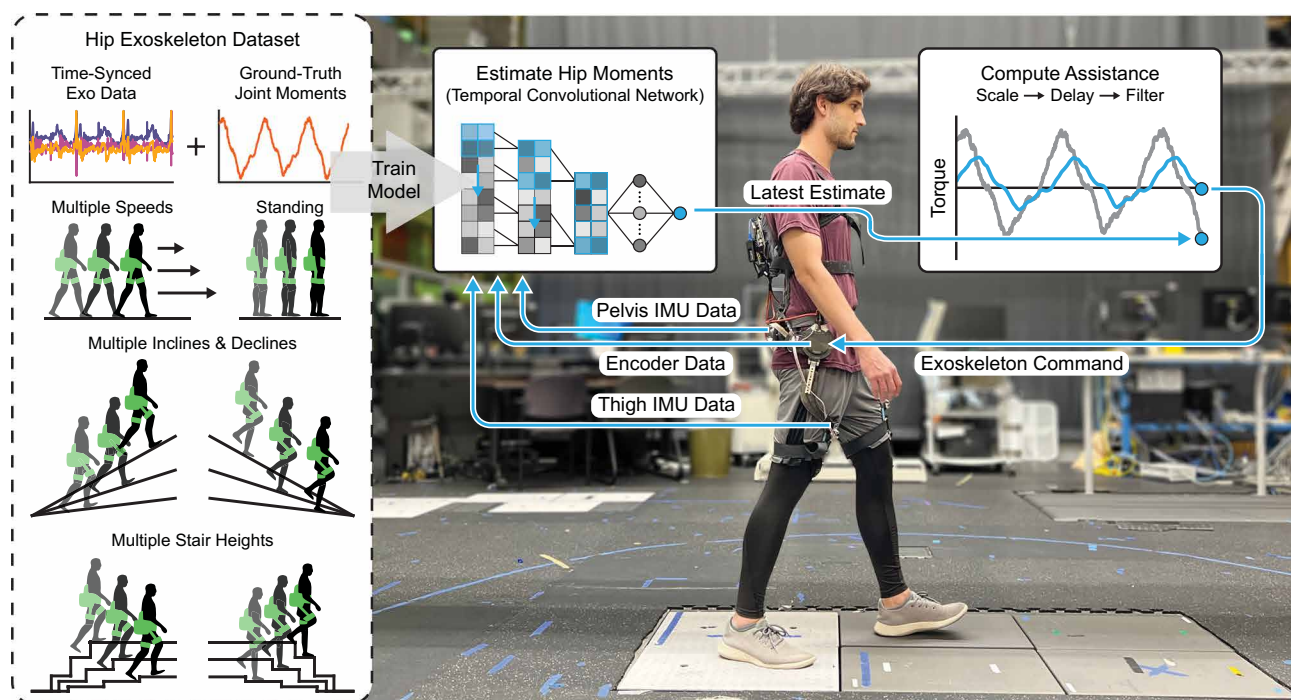 Hip Exoskeleton Dataset
Time-Synced
Exo Data
+
Ground-Truth
Joint Moments
Train
Model
Multiple Speeds
Standing
Multiple Inclines & Declines
Multiple Stair Heights
Estimate Hip Moments
(Temporal Convolutional Network)
Latest Estimate
Compute Assistance
Scale → Delay → Filter
Torque
Pelvis IMU Data
Encoder Data
Exoskeleton Command
Thigh IMU Data